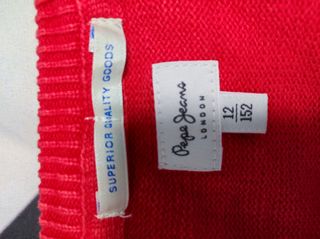 SUPERIOR QUALITY GOODS
Pepe Jeans
LONDON
12
152